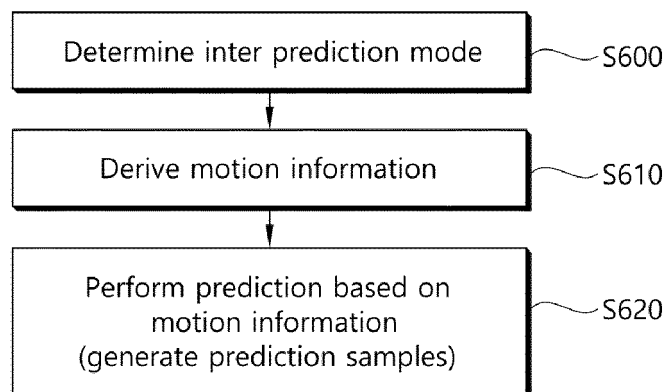 Determine inter prediction mode
S600
Derive motion information
S610
Perform prediction based on
motion information
(generate prediction samples)
S620